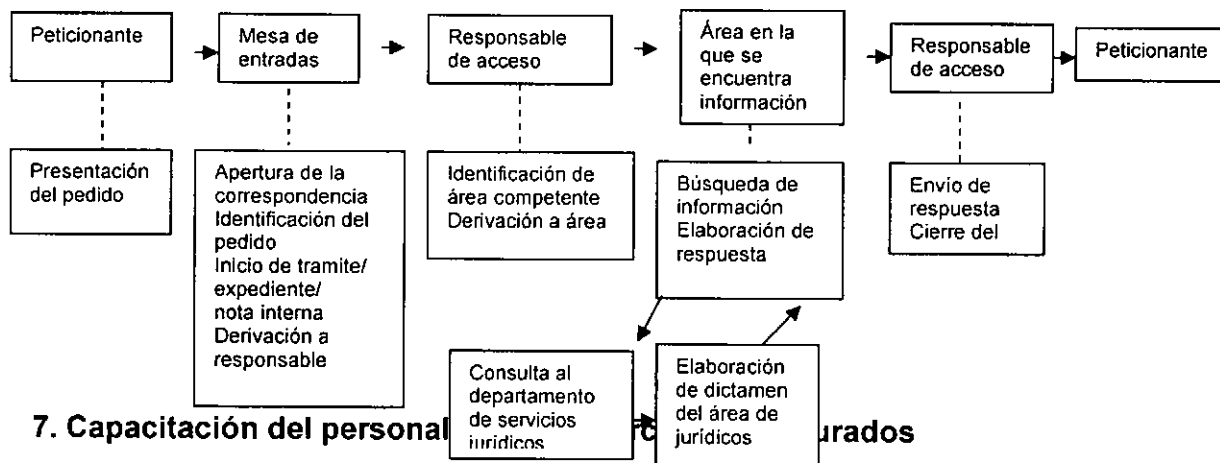 Peticionante
Mesa de
entradas
Responsable
de acceso
Área en la
que se
encuentra
información
Responsable
de acceso
Peticionante
Presentación
del pedido
Apertura de la
correspondencia
Identificación del
pedido
Inicio de tramite/
expediente/
nota interna
Derivación a
responsable
Identificación de
área competente
Derivación a área
Búsqueda de
información
Elaboración de
respuesta
Envío de
respuesta
Cierre del
Consulta al
departamento
de servicios
jurídicos
Elaboración
de dictamen
del área de
jurídicos
7. Capacitación del personal